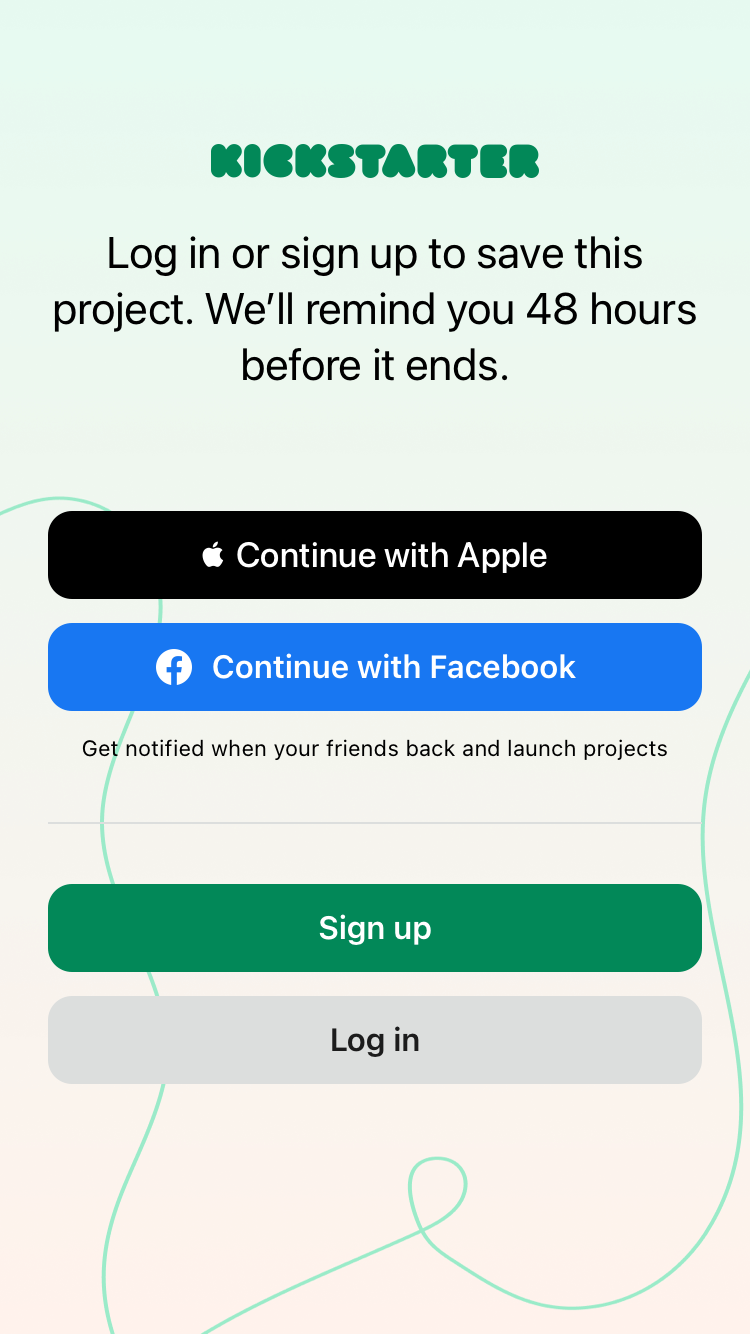 KICKSTARTER
Log in or sign up to save this
project. We’ll remind you 48 hours
before it ends.
Continue with Apple
Continue with Facebook
Get notified when your friends back and launch projects
Sign up
Log in